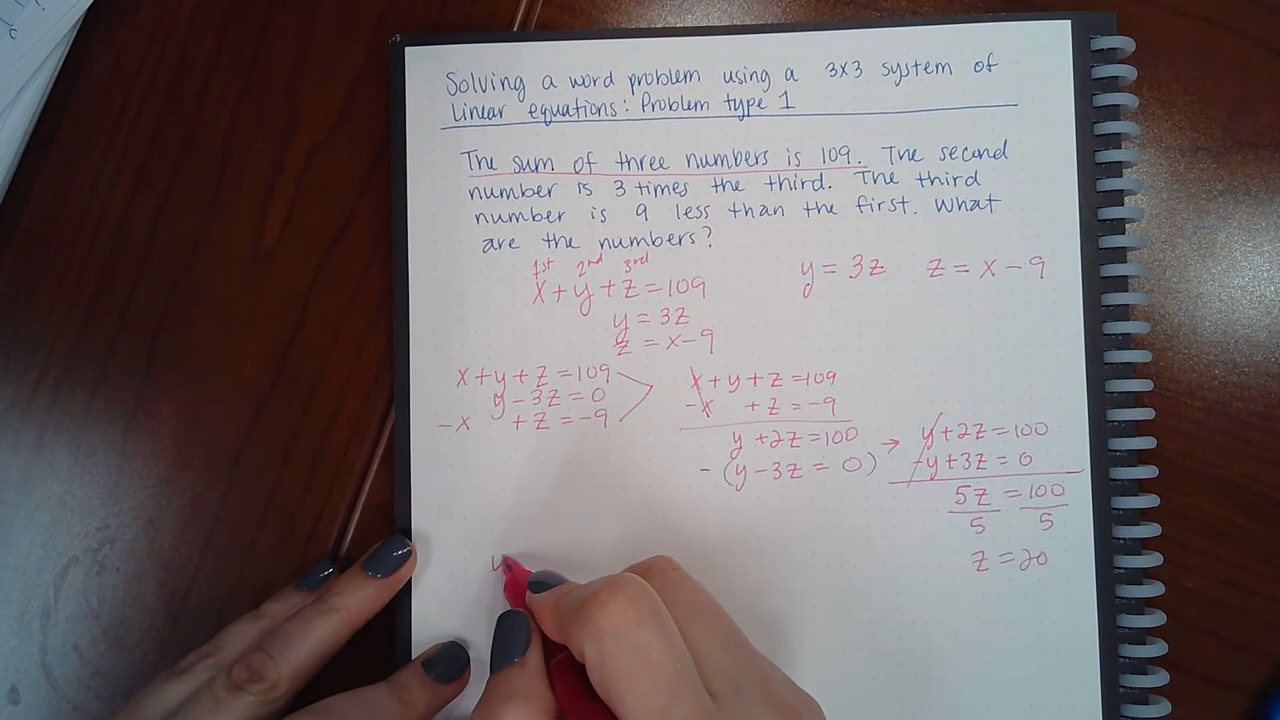 Solving a word problem using a 3x3 system of
linear equations: Problem type 1
The sum of three numbers is 109. The second
number is 3 times the third. The third
number is 9 less than the first. What
are the numbers?
1st 2nd 3rd
x+y+z=109
y=3z z=x-9
y=3z
z=x-9
x+y+z=109
y-3z=0
-x +z=-9
x+y+z=109
-x +z=-9
y+2z=100
-(y-3z=0)
→ y+2z=100
-y+3z=0
5z=100
5 5
z=20
y